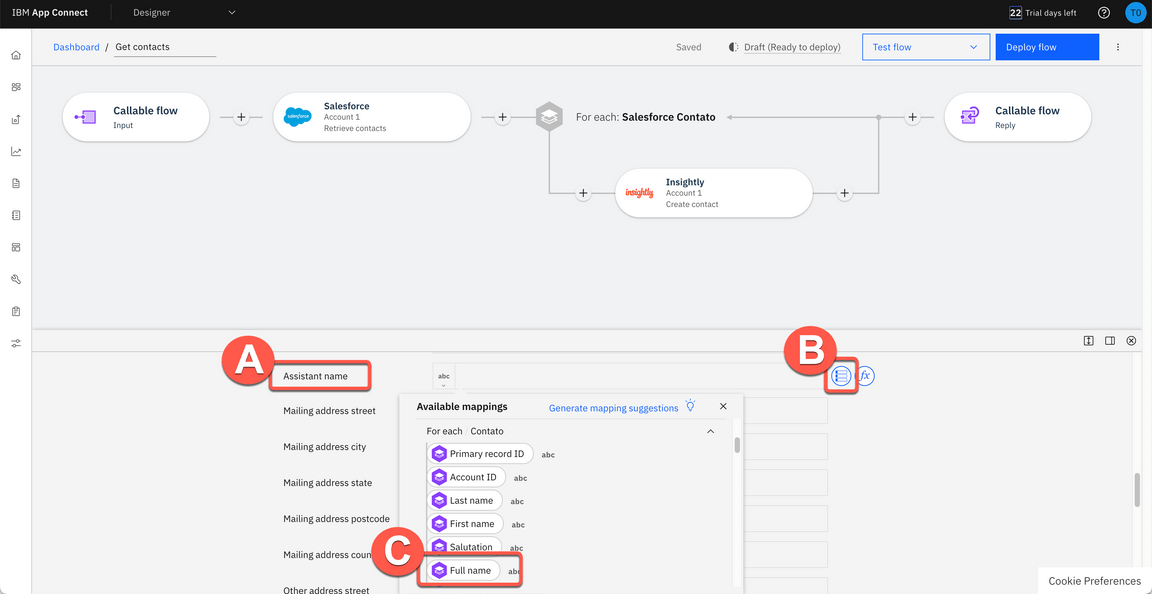 IBM App Connect Designer 22 Trial days left TO
Dashboard / Get contacts Saved Draft (Ready to deploy) Test flow Deploy flow
Callable flow
Input
salesforce
Salesforce
Account 1
Retrieve contacts
For each: Salesforce Contato
Callable flow
Reply
insightly
Insightly
Account 1
Create contact
A
B
Assistant name abc fx
Mailing address street
Mailing address city
Mailing address state
Mailing address postcode
Mailing address coun
Other address street
Available mappings Generate mapping suggestions
For each Contato
Primary record ID abc
Account ID abc
Last name abc
First name abc
Salutation abc
C
Full name abc
Cookie Preferences